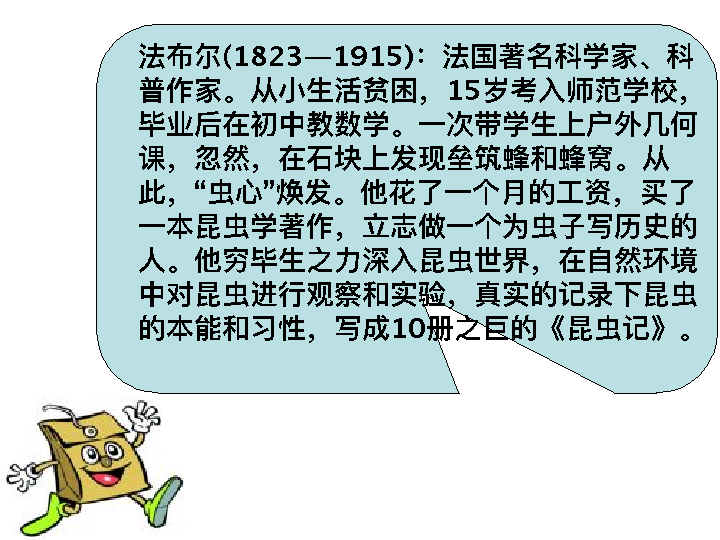 法布尔(1823—1915)：法国著名科学家、科
普作家。从小生活贫困，15岁考入师范学校，
毕业后在初中教数学。一次带学生上户外几何
课，忽然，在石块上发现垒筑蜂和蜂窝。从
此，“虫心”焕发。他花了一个月的工资，买了
一本昆虫学著作，立志做一个为虫子写历史的
人。他穷毕生之力深入昆虫世界，在自然环境
中对昆虫进行观察和实验，真实的记录下昆虫
的本能和习性，写成10册之巨的《昆虫记》。